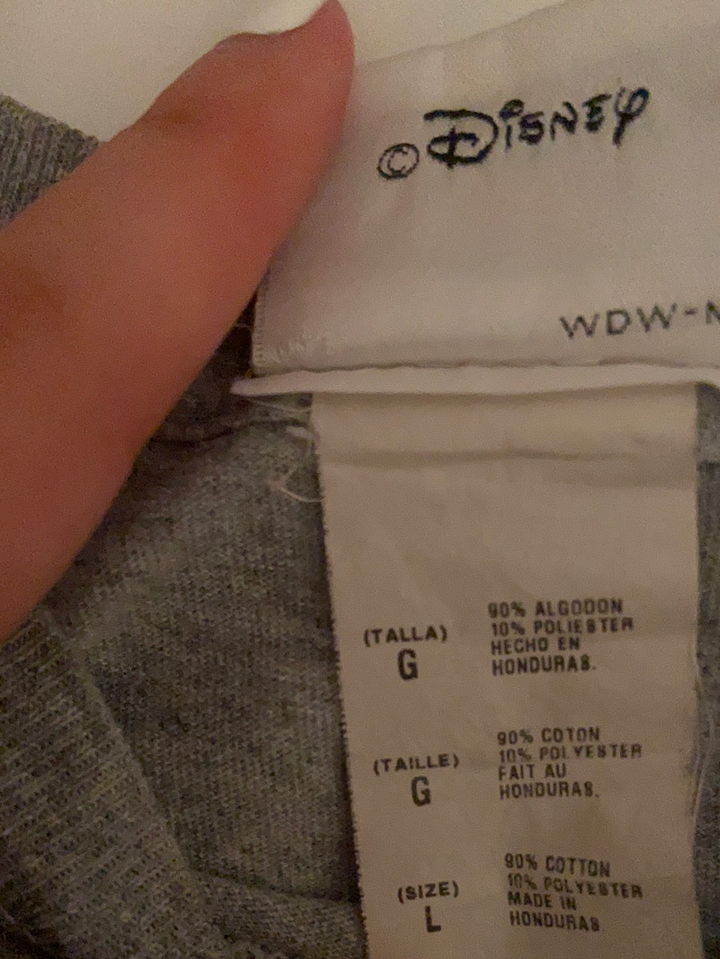 © Disney
WDW-
(TALLA)
G
90% ALGODON
10% POLIESTER
HECHO EN
HONDURAS.
(TAILLE)
G
90% COTON
10% POLYESTER
FAIT AU
HONDURAS.
(SIZE)
L
90% COTTON
10% POLYESTER
MADE IN
HONDURAS